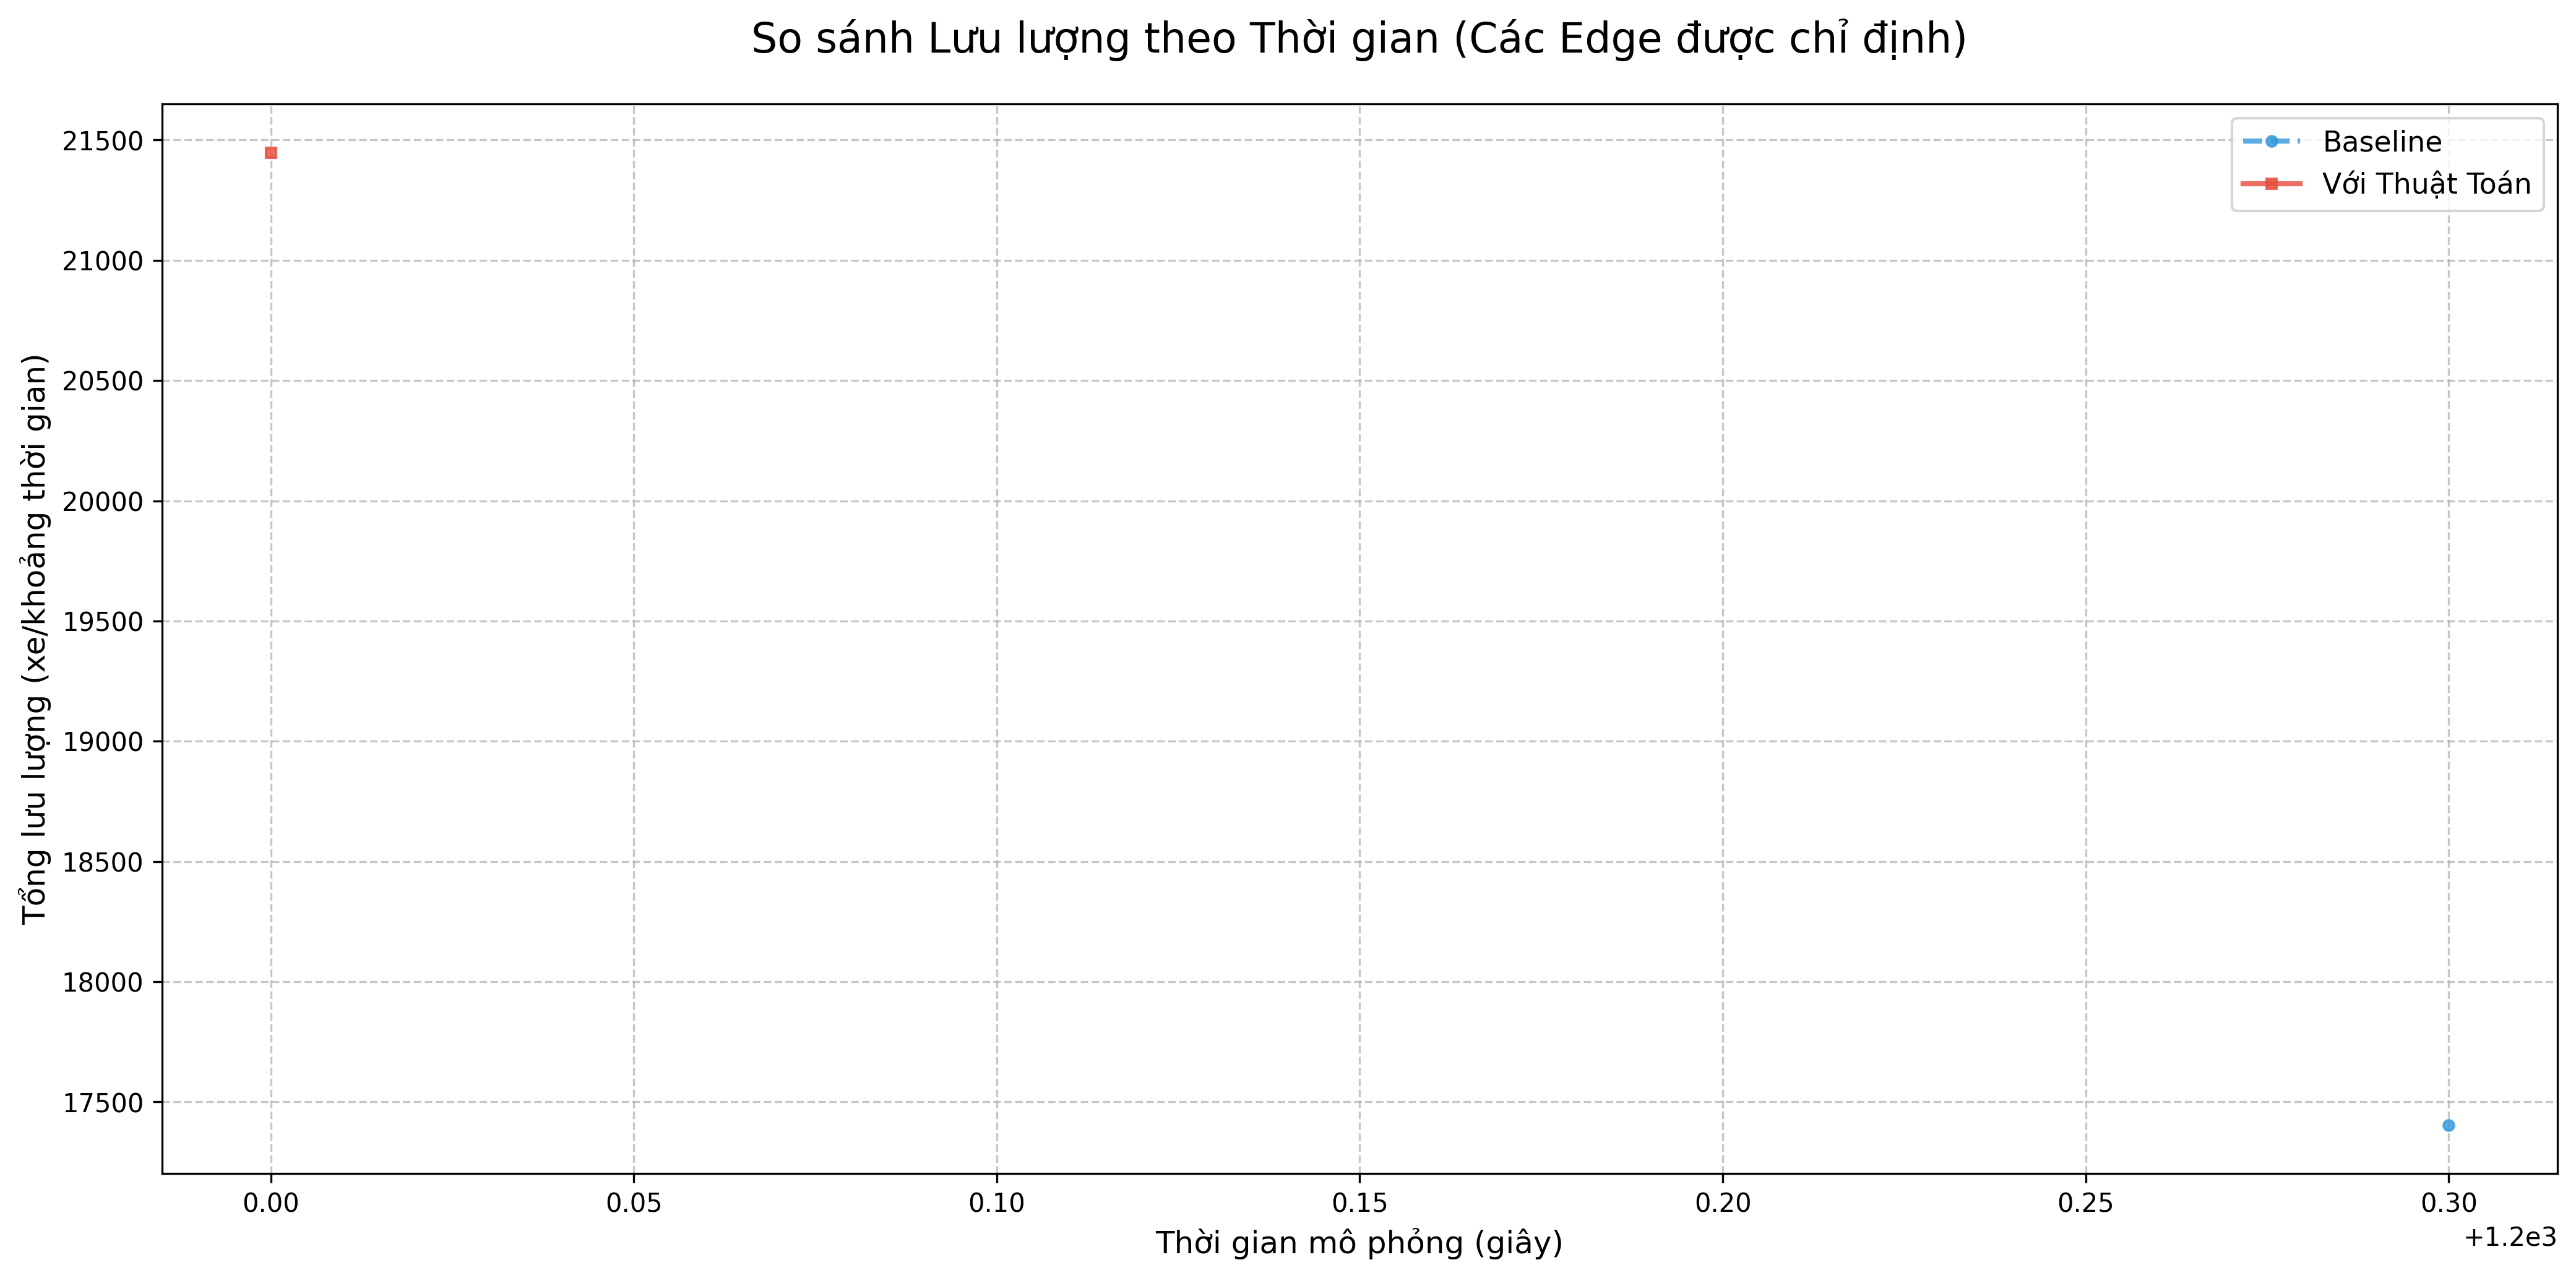 So sánh Lưu lượng theo Thời gian (Các Edge được chỉ định)
Tổng lưu lượng (xe/khoảng thời gian)
21500
21000
20500
20000
19500
19000
18500
18000
17500
Baseline
Với Thuật Toán
0.00 0.05 0.10 0.15 0.20 0.25 0.30
+1.2e3
Thời gian mô phỏng (giây)